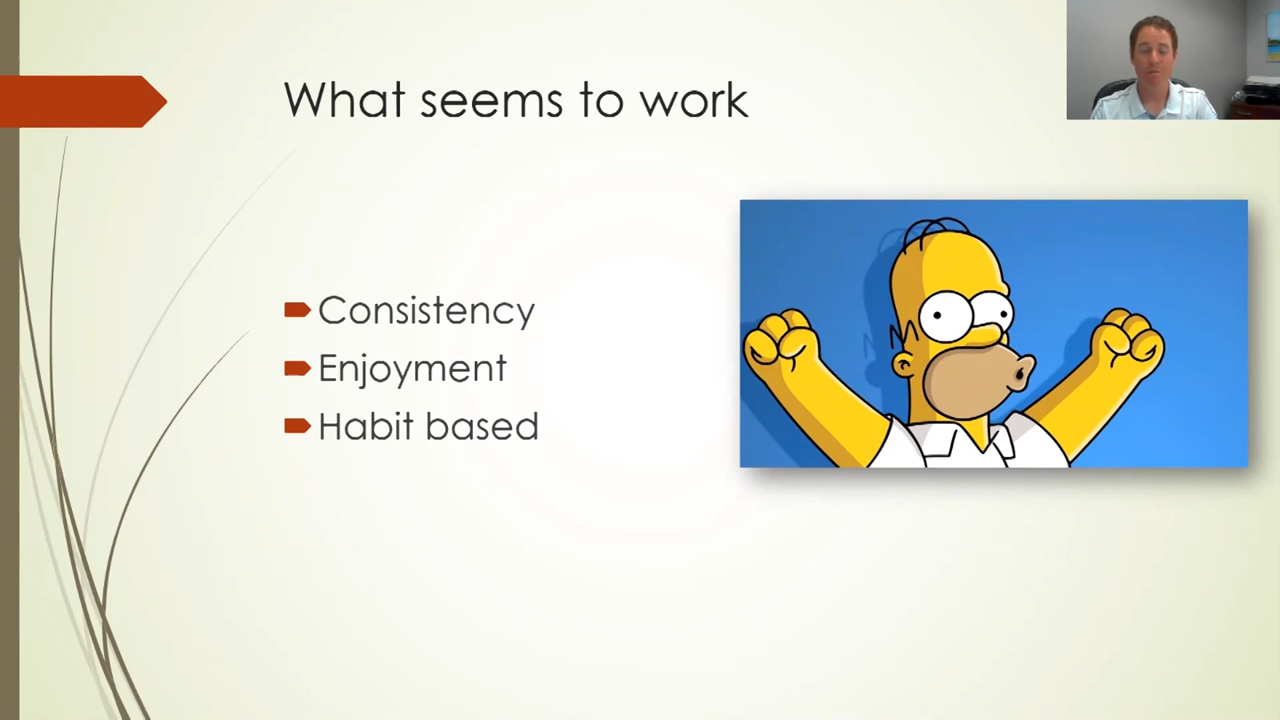 What seems to work
Consistency
Enjoyment
Habit based